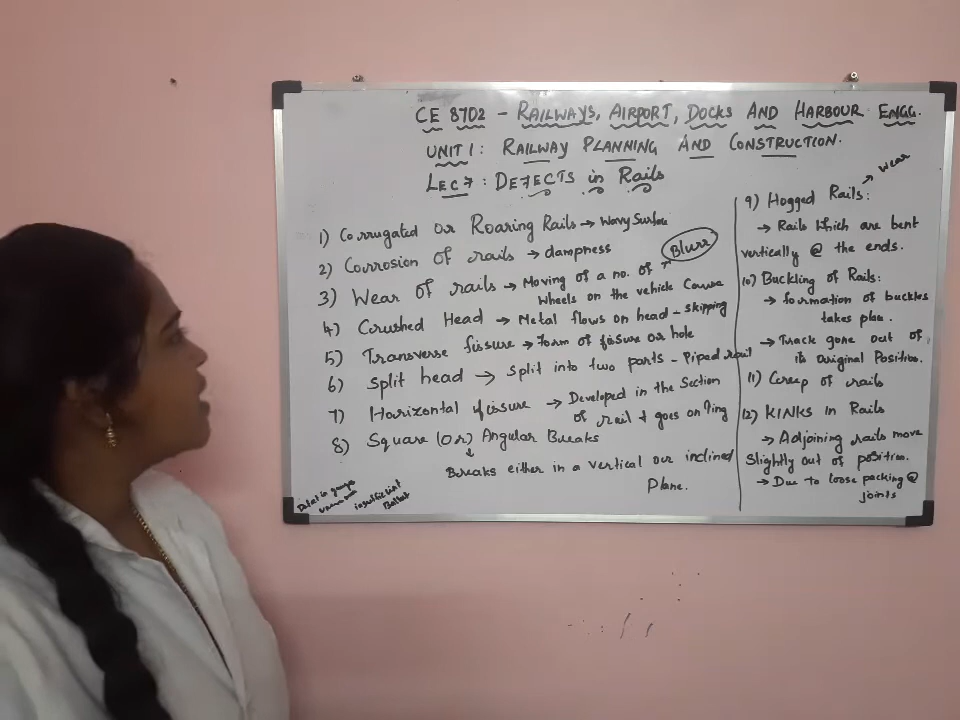 CE 8702 - RAILWAYS, AIRPORT, DOCKS AND HARBOUR ENGG.
UNIT 1: RAILWAY PLANNING AND CONSTRUCTION.
LEC 7: DEFECTS in Rails
1) Corrugated or Roaring Rails → Wavy Surface
2) Corrosion of rails → dampness
3) Wear of rails → Moving of a no. of
Wheels on the vehicle Cause
Blurr
4) Crushed Head → Metal flows on head - skipping
5) Transverse fissure → Form of fissure or hole
6) Split head → Split into two parts - Piped rail
7) Horizontal fissure → Developed in the Section
of rail & goes on
8) Square (Or) Angular Breaks
↓
Breaks either in a vertical or inclined
Plane.
insufficient
Ballast
9) Hogged Rails: → wear
→ Rails Which are bent
vertically @ the ends.
10) Buckling of Rails:
→ formation of buckles
takes place.
→ Track gone out of
its Original Position.
11) Creep of rails
12) KINKS in Rails
→ Adjoining rails move
Slightly out of position.
→ Due to loose packing @
joints